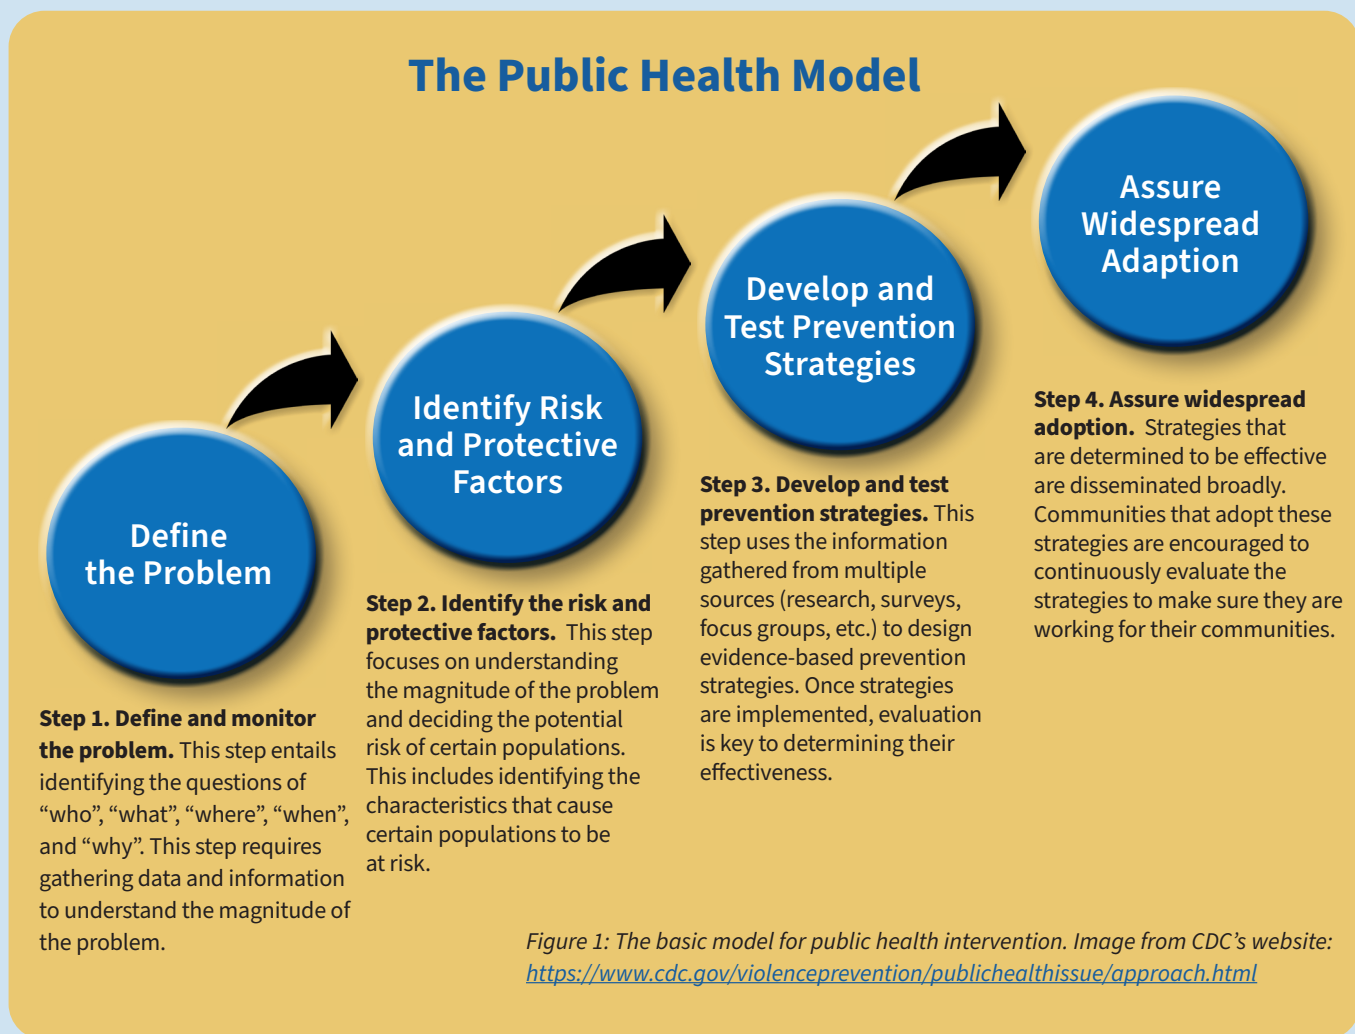 The Public Health Model
Define
the Problem
Step 1. Define and monitor
the problem. This step entails
identifying the questions of
“who”, “what”, “where”, “when”,
and “why”. This step requires
gathering data and information
to understand the magnitude of
the problem.
Identify Risk
and Protective
Factors
Step 2. Identify the risk and
protective factors. This step
focuses on understanding
the magnitude of the problem
and deciding the potential
risk of certain populations.
This includes identifying the
characteristics that cause
certain populations to be
at risk.
Develop and
Test Prevention
Strategies
Step 3. Develop and test
prevention strategies. This
step uses the information
gathered from multiple
sources (research, surveys,
focus groups, etc.) to design
evidence-based prevention
strategies. Once strategies
are implemented, evaluation
is key to determining their
effectiveness.
Assure
Widespread
Adaption
Step 4. Assure widespread
adoption. Strategies that
are determined to be effective
are disseminated broadly.
Communities that adopt these
strategies are encouraged to
continuously evaluate the
strategies to make sure they are
working for their communities.
Figure 1: The basic model for public health intervention. Image from CDC’s website:
https://www.cdc.gov/violenceprevention/publichealthissue/approach.html